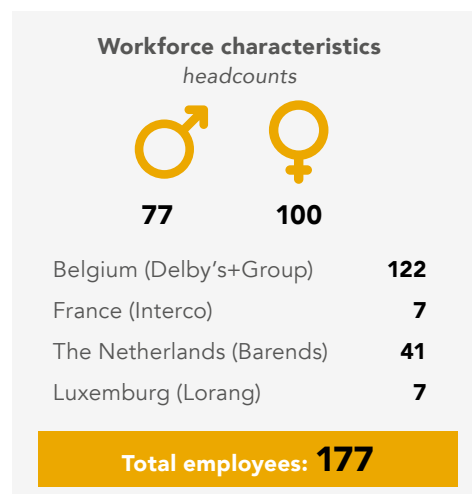 Workforce characteristics
headcounts
77 100
Belgium (Delby's+Group) 122
France (Interco) 7
The Netherlands (Barends) 41
Luxemburg (Lorang) 7
Total employees: 177